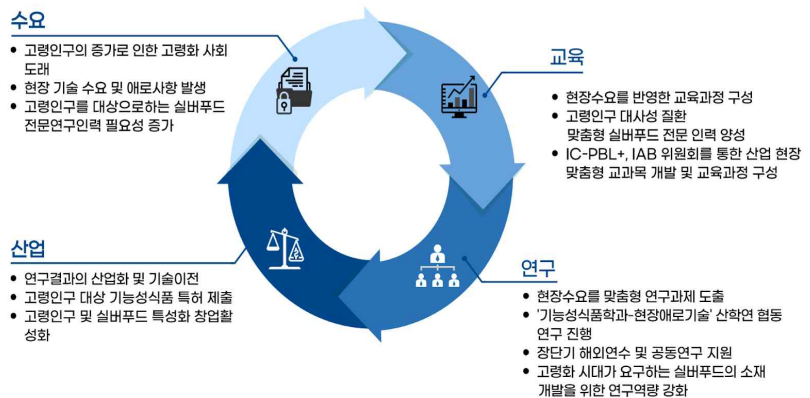 수요
• 고령인구의 증가로 인한 고령화 사회
도래
• 현장 기술 수요 및 애로사항 발생
• 고령인구를 대상으로하는 실버푸드
전문연구인력 필요성 증가
교육
• 현장수요를 반영한 교육과정 구성
• 고령인구 대사성 질환
맞춤형 실버푸드 전문 인력 양성
• IC-PBL+, IAB 위원회를 통한 산업 현장
맞춤형 교과목 개발 및 교육과정 구성
산업
• 연구결과의 산업화 및 기술이전
• 고령인구 대상 기능성식품 특허 제출
• 고령인구 및 실버푸드 특성화 창업활
성화
연구
• 현장수요를 맞춤형 연구과제 도출
• '기능성식품학과-현장애로기술' 산학연 협동
연구 진행
• 장단기 해외연수 및 공동연구 지원
• 고령화 시대가 요구하는 실버푸드의 소재
개발을 위한 연구역량 강화